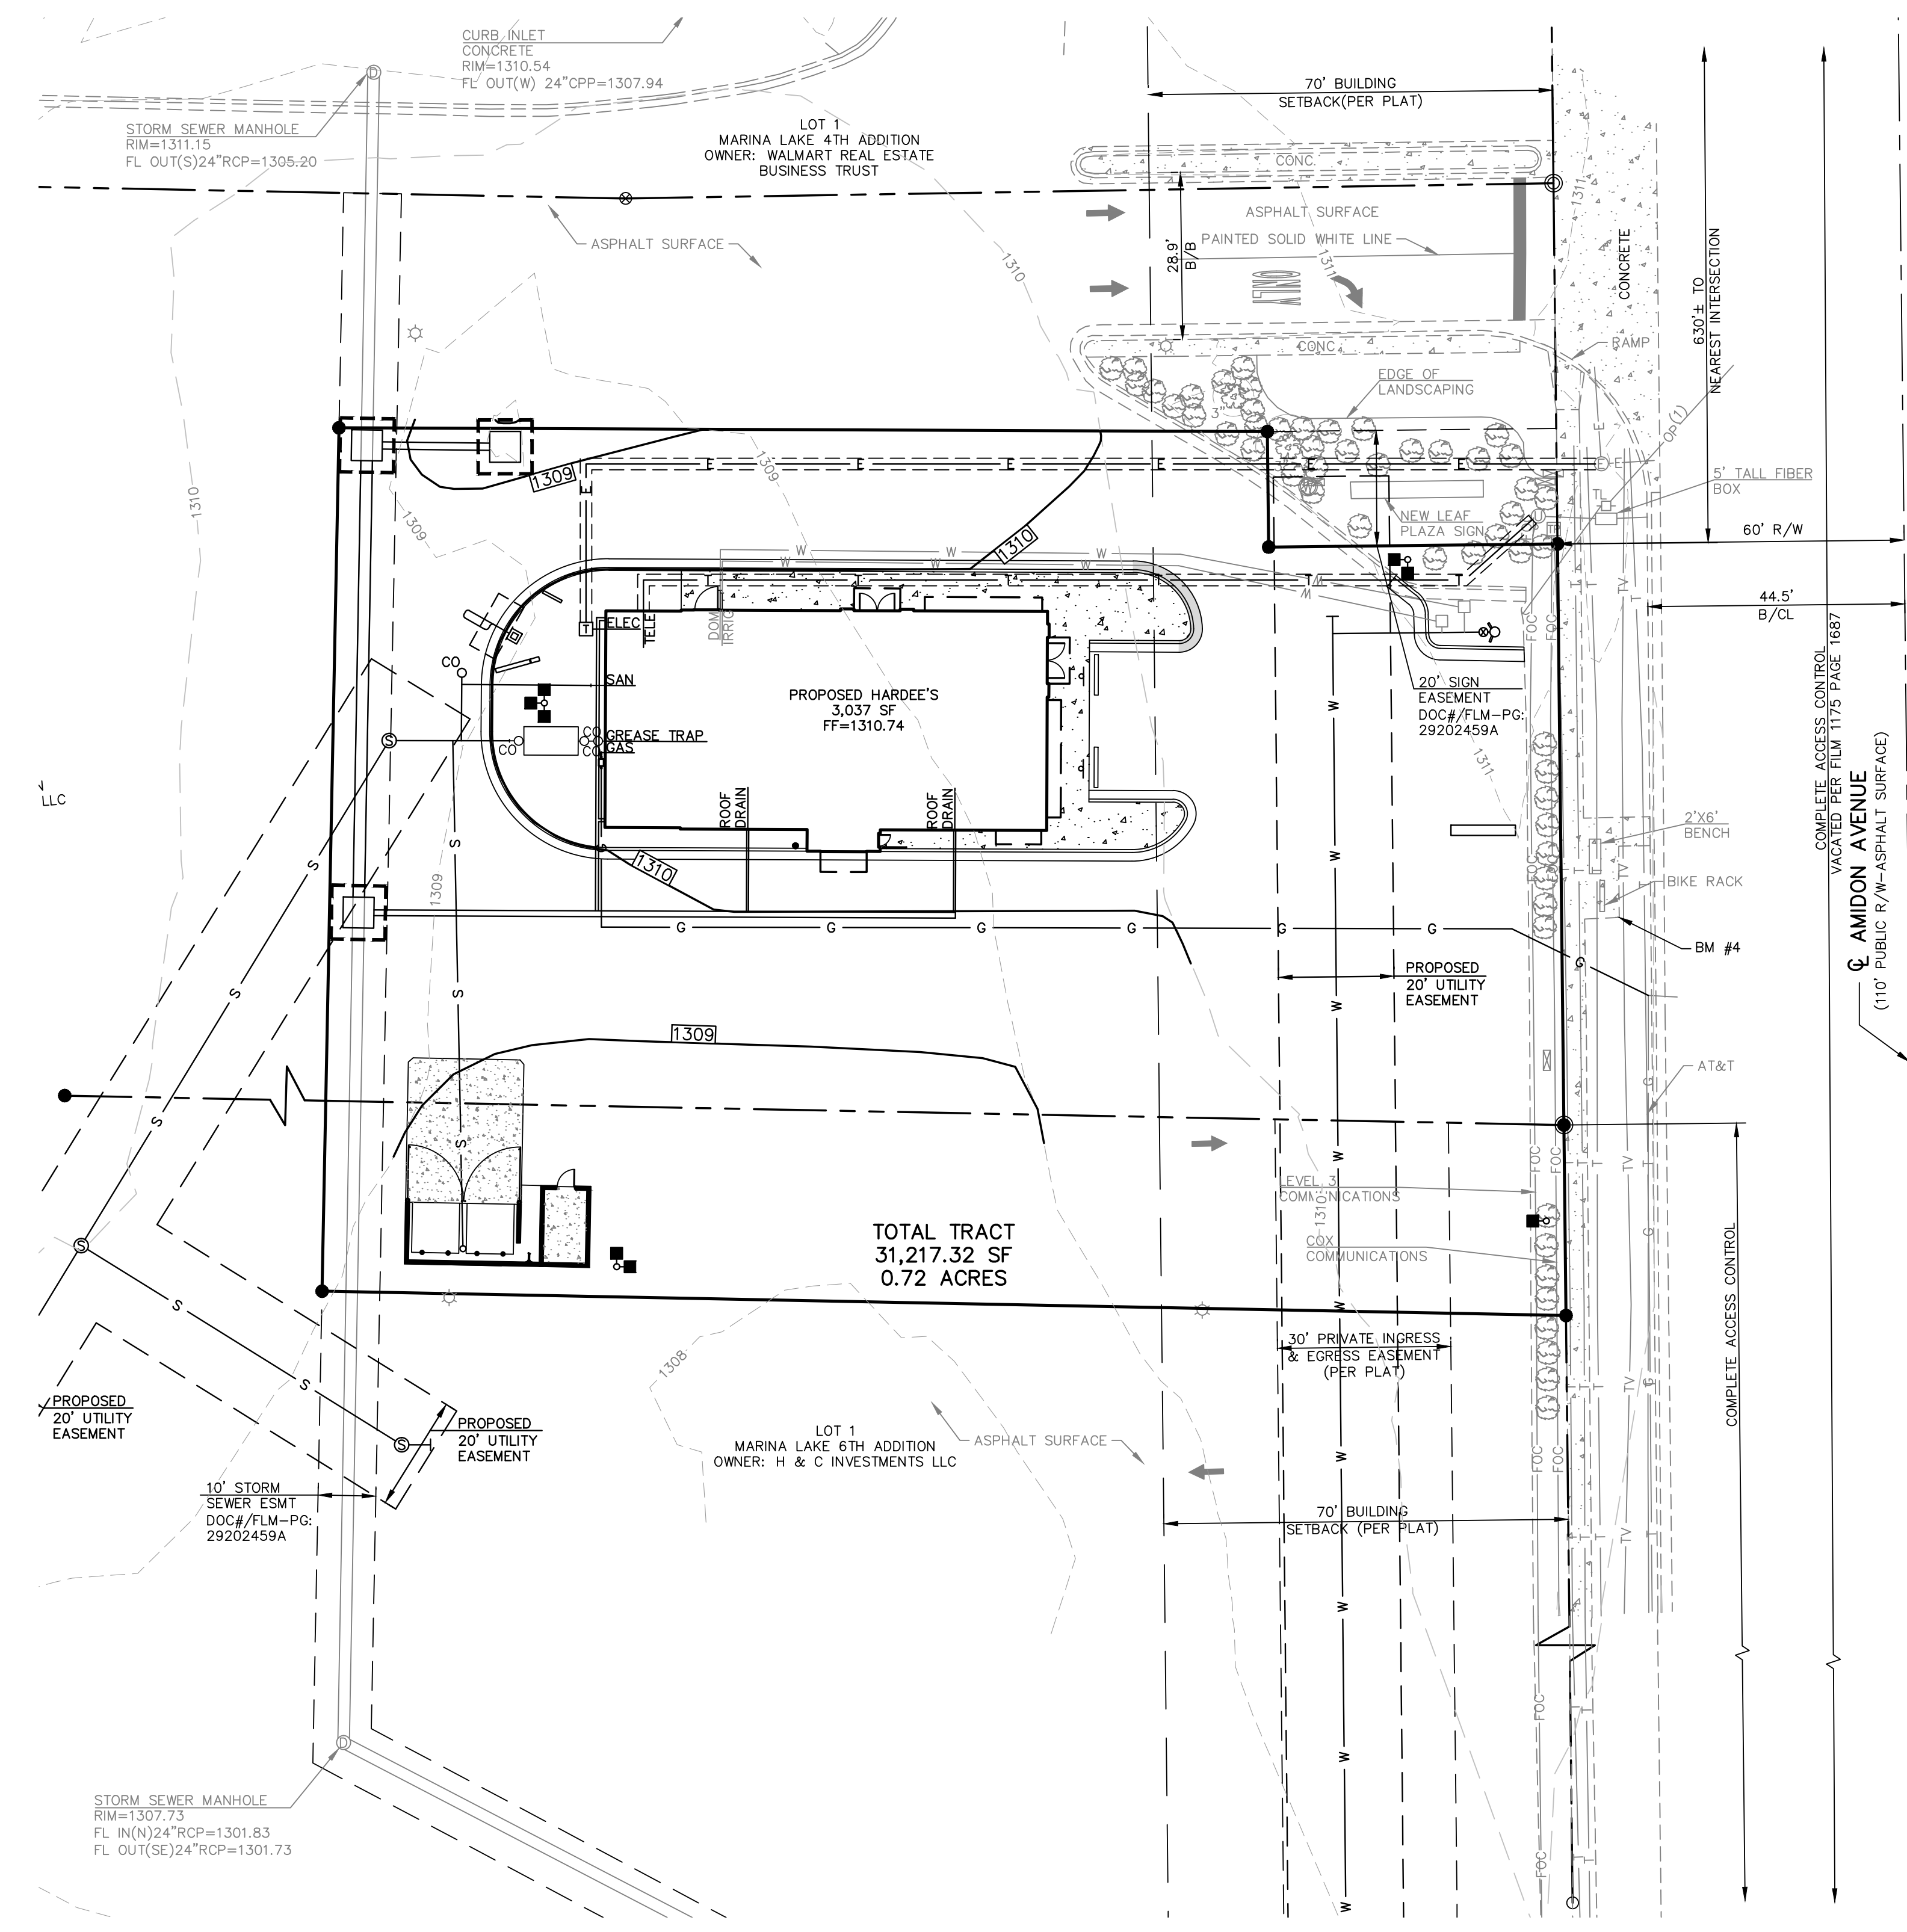 CURB INLET
CONCRETE
RIM=1310.54
FL OUT(W) 24"CPP=1307.94
STORM SEWER MANHOLE
RIM=1311.15
FL OUT(S)24"RCP=1305.20
LOT 1
MARINA LAKE 4TH ADDITION
OWNER: WALMART REAL ESTATE
BUSINESS TRUST
70' BUILDING
SETBACK(PER PLAT)
CONC.
ASPHALT SURFACE
ASPHALT SURFACE
PAINTED SOLID WHITE LINE
28.9'
B/B
ONLY
CONCRETE
1311
1311
1310
1310
630'± TO
NEAREST INTERSECTION
CONC.
RAMP
EDGE OF
LANDSCAPING
3"
OP(1)
5' TALL FIBER
BOX
NEW LEAF
PLAZA SIGN
60' R/W
44.5'
B/CL
1309
1309
1309
1310
E E E E E E
W W W
W W W
T T T T T
DOM
IRRIG
ELEC
TELE
CO
SAN
PROPOSED HARDEE'S
3,037 SF
FF=1310.74
GREASE TRAP
GAS
CO
CO
CO
ROOF
DRAIN
ROOF
DRAIN
20' SIGN
EASEMENT
DOC#/FLM-PG:
29202459A
1311
COMPLETE ACCESS CONTROL
VACATED PER FILM 1175 PAGE 1687
LLC
1310
1309
2'X6'
BENCH
BIKE RACK
BM #4
G G G G G G G
℄ AMIDON AVENUE
(110' PUBLIC R/W-ASPHALT SURFACE)
PROPOSED
20' UTILITY
EASEMENT
1309
AT&T
LEVEL 3
COMMUNICATIONS
1310
COX
COMMUNICATIONS
TOTAL TRACT
31,217.32 SF
0.72 ACRES
COMPLETE ACCESS CONTROL
30' PRIVATE INGRESS
& EGRESS EASEMENT
(PER PLAT)
1308
PROPOSED
20' UTILITY
EASEMENT
PROPOSED
20' UTILITY
EASEMENT
LOT 1
MARINA LAKE 6TH ADDITION
OWNER: H & C INVESTMENTS LLC
ASPHALT SURFACE
10' STORM
SEWER ESMT
DOC#/FLM-PG:
29202459A
70' BUILDING
SETBACK (PER PLAT)
STORM SEWER MANHOLE
RIM=1307.73
FL IN(N)24"RCP=1301.83
FL OUT(SE)24"RCP=1301.73